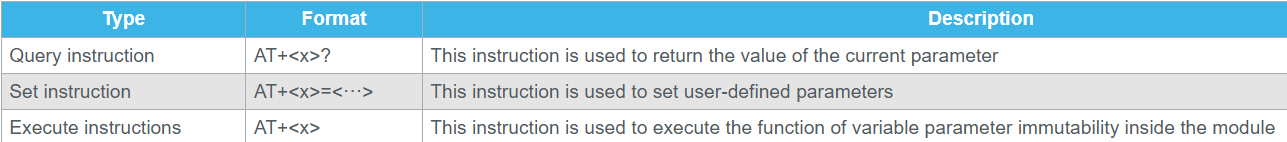 Type Format Description
Query instruction AT+<x>? This instruction is used to return the value of the current parameter
Set instruction AT+<x>=<···> This instruction is used to set user-defined parameters
Execute instructions AT+<x> This instruction is used to execute the function of variable parameter immutability inside the module